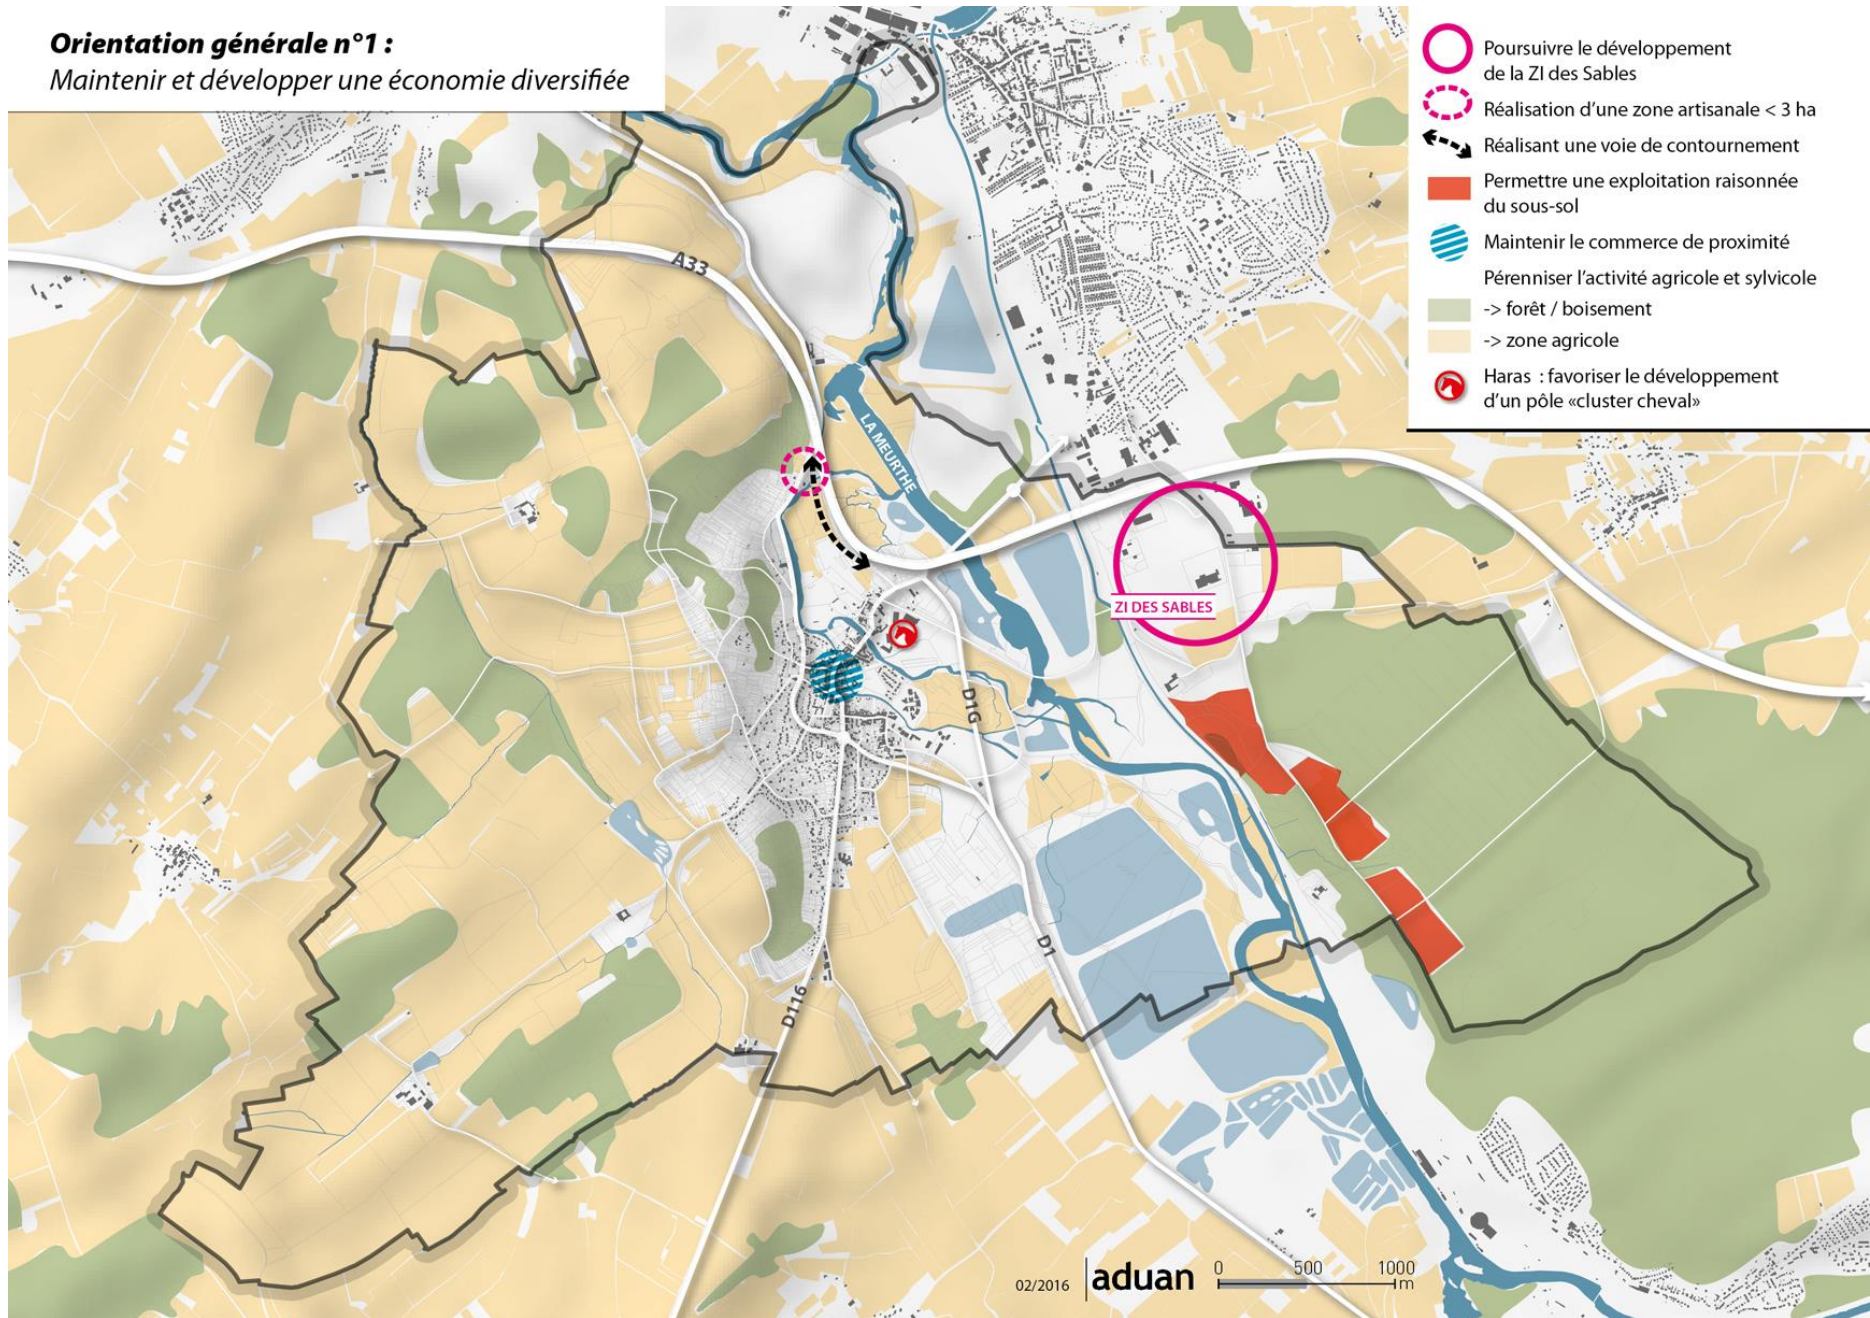 Orientation générale n°1 :
Maintenir et développer une économie diversifiée
Poursuivre le développement
de la ZI des Sables
Réalisation d'une zone artisanale < 3 ha
Réalisant une voie de contournement
Permettre une exploitation raisonnée
du sous-sol
Maintenir le commerce de proximité
Pérenniser l'activité agricole et sylvicole
-> forêt / boisement
-> zone agricole
Haras : favoriser le développement
d'un pôle «cluster cheval»
A33
LA MEURTHE
ZI DES SABLES
D1G
D1
D116
02/2016
aduan
0 500 1000
m